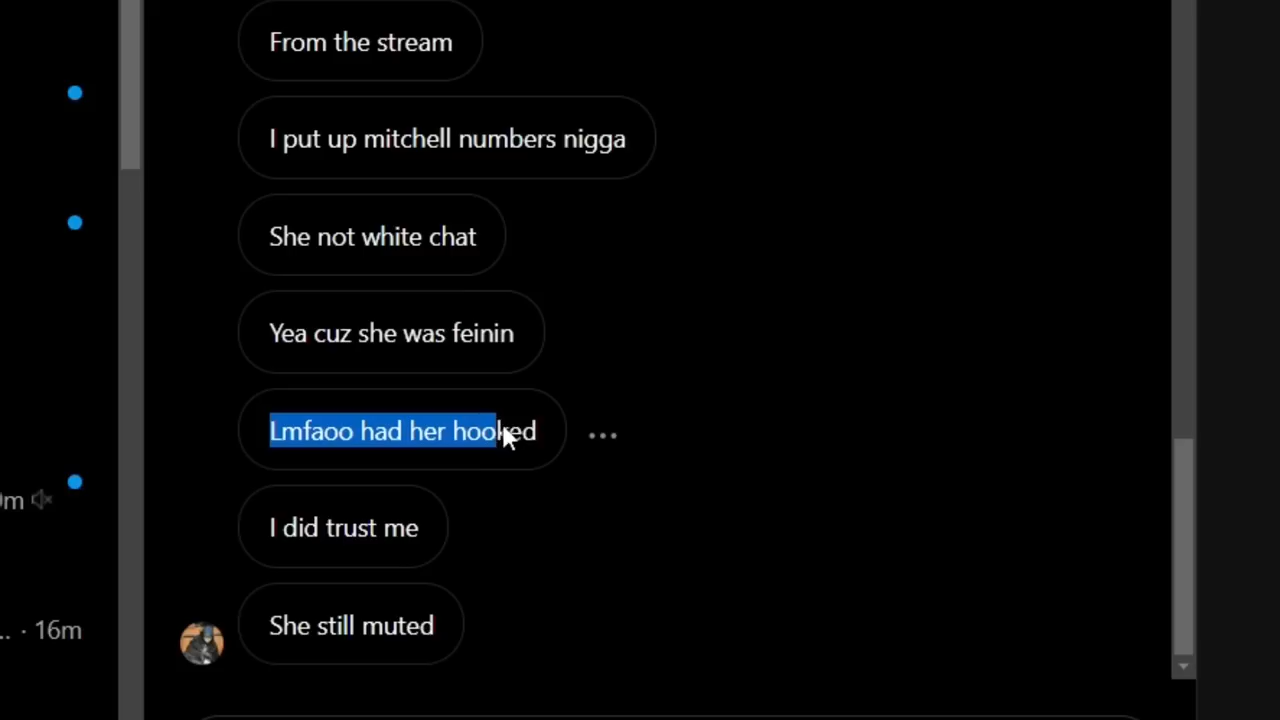 From the stream
I put up mitchell numbers nigga
She not white chat
Yea cuz she was feinin
Lmfaoo had her hooked
I did trust me
She still muted
.. · 16m